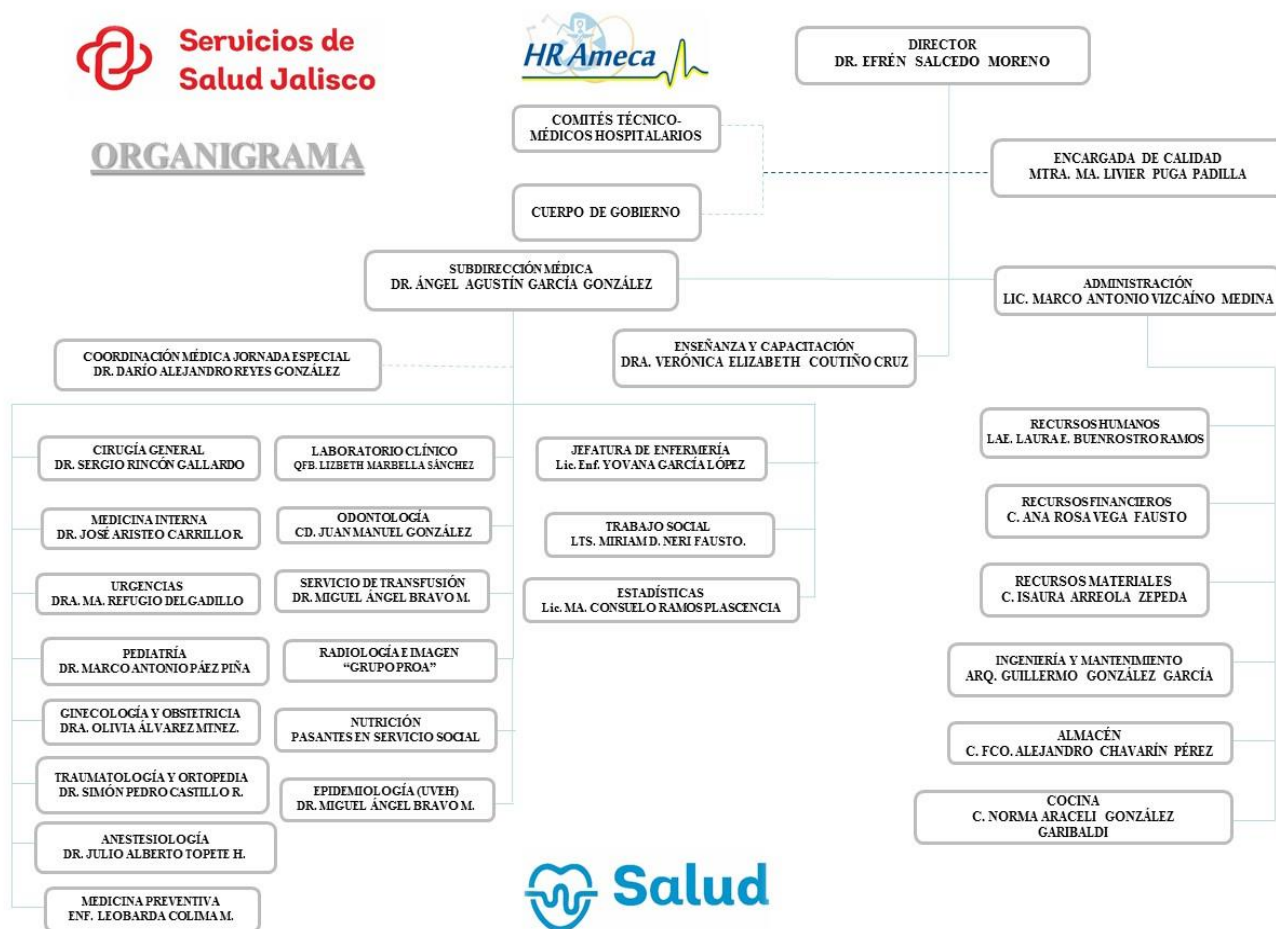 Servicios de
Salud Jalisco
HR Ameca
ORGANIGRAMA
DIRECTOR
DR. EFRÉN SALCEDO MORENO
COMITÉS TÉCNICO-
MÉDICOS HOSPITALARIOS
ENCARGADA DE CALIDAD
MTRA. MA. LIVIER PUGA PADILLA
CUERPO DE GOBIERNO
SUBDIRECCIÓN MÉDICA
DR. ÁNGEL AGUSTÍN GARCÍA GONZÁLEZ
ADMINISTRACIÓN
LIC. MARCO ANTONIO VIZCAÍNO MEDINA
COORDINACIÓN MÉDICA JORNADA ESPECIAL
DR. DARÍO ALEJANDRO REYES GONZÁLEZ
ENSEÑANZA Y CAPACITACIÓN
DRA. VERÓNICA ELIZABETH COUTIÑO CRUZ
CIRUGÍA GENERAL
DR. SERGIO RINCÓN GALLARDO
MEDICINA INTERNA
DR. JOSÉ ARISTEO CARRILLO R.
URGENCIAS
DRA. MA. REFUGIO DELGADILLO
PEDIATRÍA
DR. MARCO ANTONIO PÁEZ PIÑA
GINECOLOGÍA Y OBSTETRICIA
DRA. OLIVIA ÁLVAREZ MTNEZ.
TRAUMATOLOGÍA Y ORTOPEDIA
DR. SIMÓN PEDRO CASTILLO R.
ANESTESIOLOGÍA
DR. JULIO ALBERTO TOPETE H.
MEDICINA PREVENTIVA
ENF. LEOBARDA COLIMA M.
LABORATORIO CLÍNICO
QFB. LIZBETH MARBELLA SÁNCHEZ
ODONTOLOGÍA
CD. JUAN MANUEL GONZÁLEZ
SERVICIO DE TRANSFUSIÓN
DR. MIGUEL ÁNGEL BRAVO M.
RADIOLOGÍA E IMAGEN
“GRUPO PROA”
NUTRICIÓN
PASANTES EN SERVICIO SOCIAL
EPIDEMIOLOGÍA (UVEH)
DR. MIGUEL ÁNGEL BRAVO M.
JEFATURA DE ENFERMERÍA
Lic. Enf. YOVANA GARCÍA LÓPEZ
TRABAJO SOCIAL
LTS. MIRIAM D. NERI FAUSTO.
ESTADÍSTICAS
Lic. MA. CONSUELO RAMOS PLASCENCIA
RECURSOS HUMANOS
LAE. LAURA E. BUENROSTRO RAMOS
RECURSOS FINANCIEROS
C. ANA ROSA VEGA FAUSTO
RECURSOS MATERIALES
C. ISAURA ARREOLA ZEPEDA
INGENIERÍA Y MANTENIMIENTO
ARQ. GUILLERMO GONZÁLEZ GARCÍA
ALMACÉN
C. FCO. ALEJANDRO CHAVARÍN PÉREZ
COCINA
C. NORMA ARACELI GONZÁLEZ
GARIBALDI
Salud